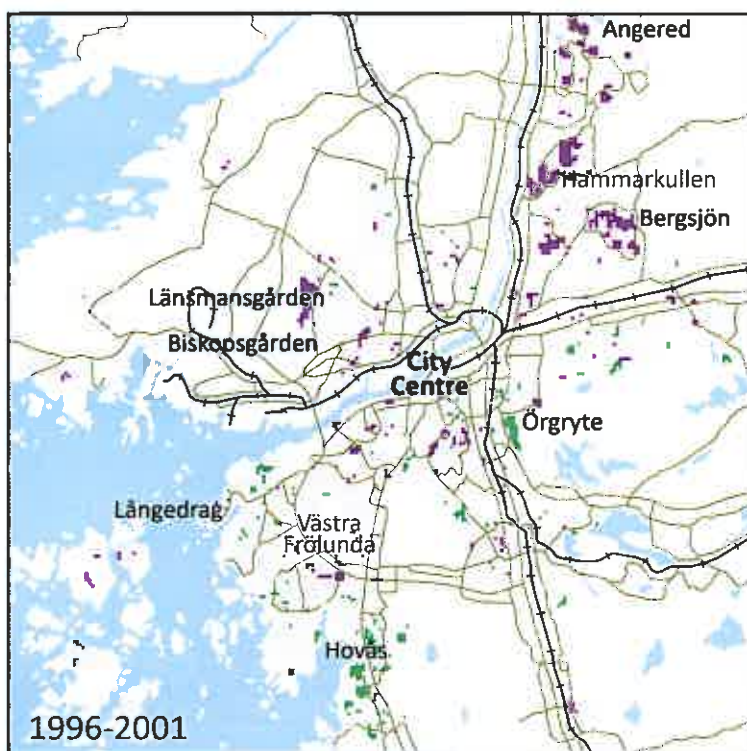 Angered
Hammarkullen
Bergsjön
Länsmansgården
Biskopsgården
City
Centre
Örgryte
Långedrag
Västra
Frölunda
Hovås
1996-2001